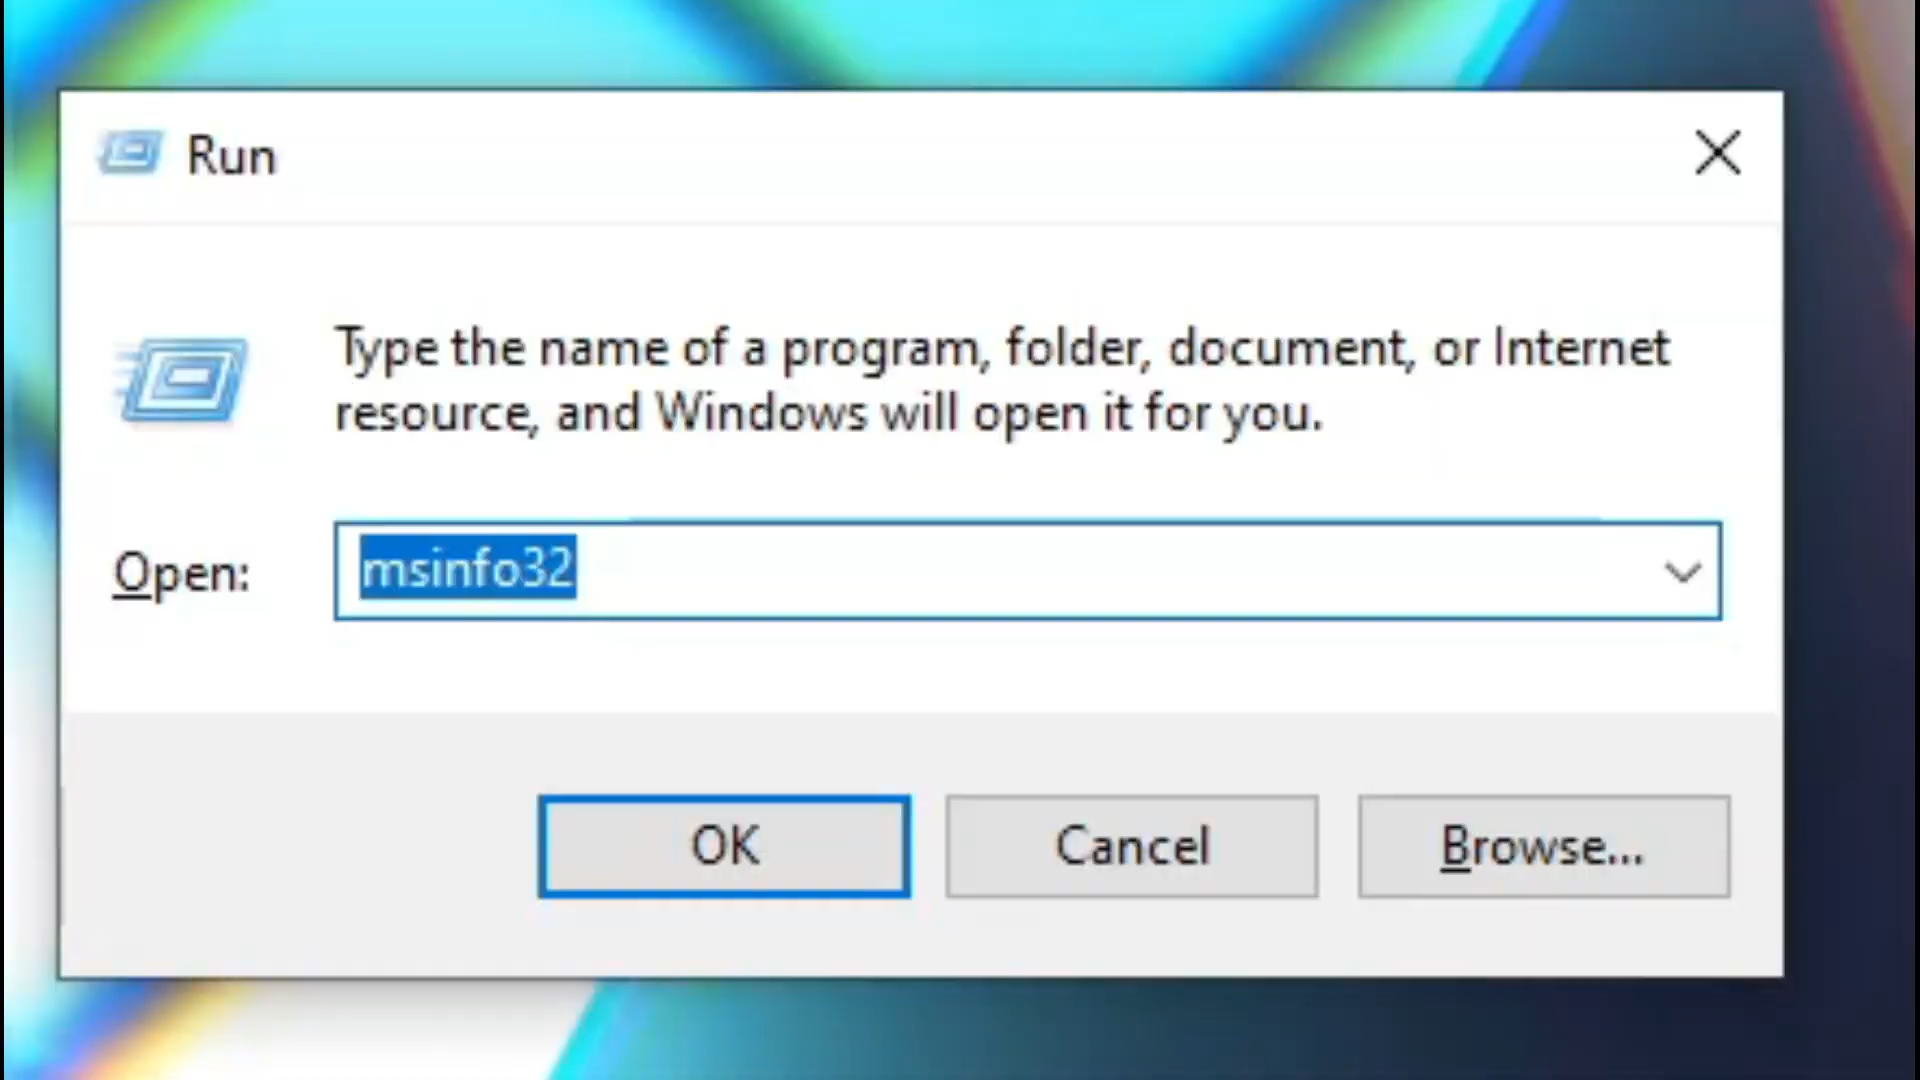 Run
Type the name of a program, folder, document, or Internet
resource, and Windows will open it for you.
Open:
msinfo32
OK
Cancel
Browse...